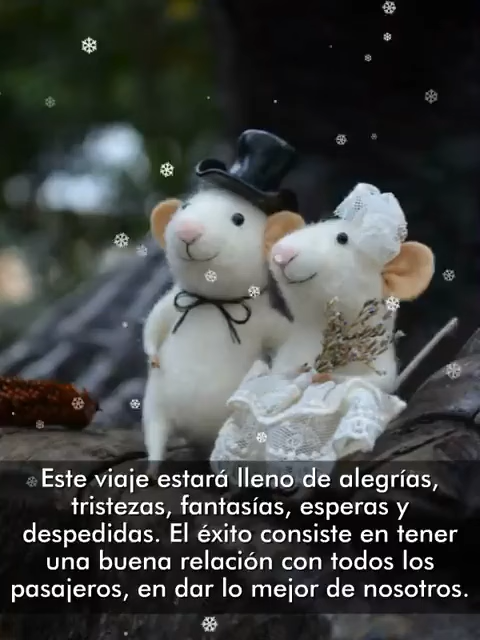 Este viaje estará lleno de alegrías,
tristezas, fantasías, esperas y
despedidas. El éxito consiste en tener
una buena relación con todos los
pasajeros, en dar lo mejor de nosotros.